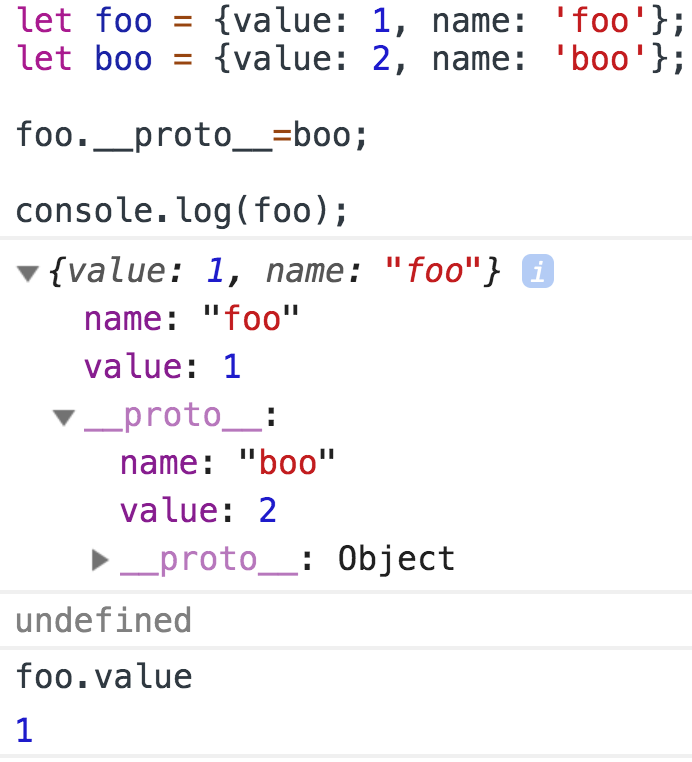 let foo = {value: 1, name: 'foo'};
let boo = {value: 2, name: 'boo'};
foo.__proto__=boo;
console.log(foo);
▼{value: 1, name: "foo"} i
name: "foo"
value: 1
▼__proto__:
name: "boo"
value: 2
▶__proto__: Object
undefined
foo.value
1